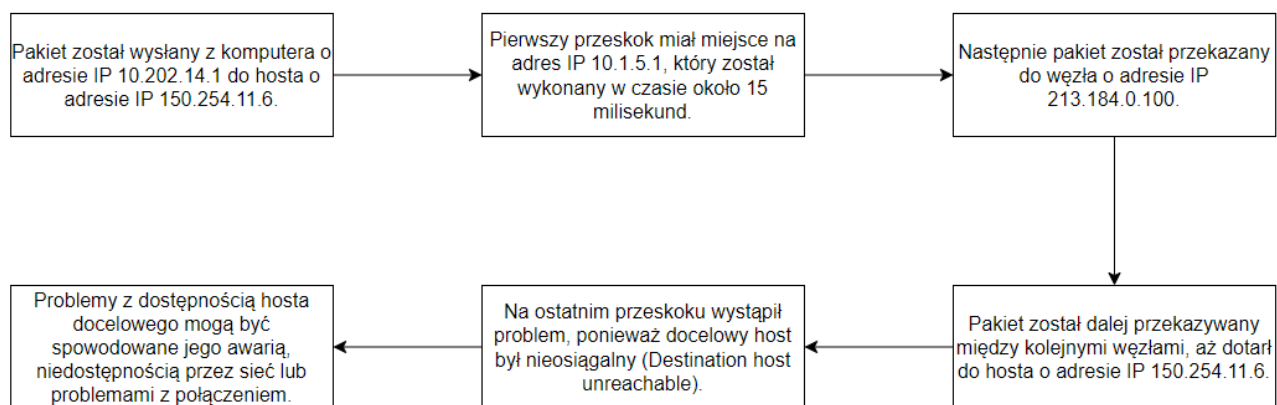 Pakiet został wysłany z komputera o
adresie IP 10.202.14.1 do hosta o
adresie IP 150.254.11.6.
Pierwszy przeskok miał miejsce na
adres IP 10.1.5.1, który został
wykonany w czasie około 15
milisekund.
Następnie pakiet został przekazany
do węzła o adresie IP
213.184.0.100.
Pakiet został dalej przekazywany
między kolejnymi węzłami, aż dotarł
do hosta o adresie IP 150.254.11.6.
Na ostatnim przeskoku wystąpił
problem, ponieważ docelowy host
był nieosiągalny (Destination host
unreachable).
Problemy z dostępnością hosta
docelowego mogą być
spowodowane jego awarią,
niedostępnością przez sieć lub
problemami z połączeniem.